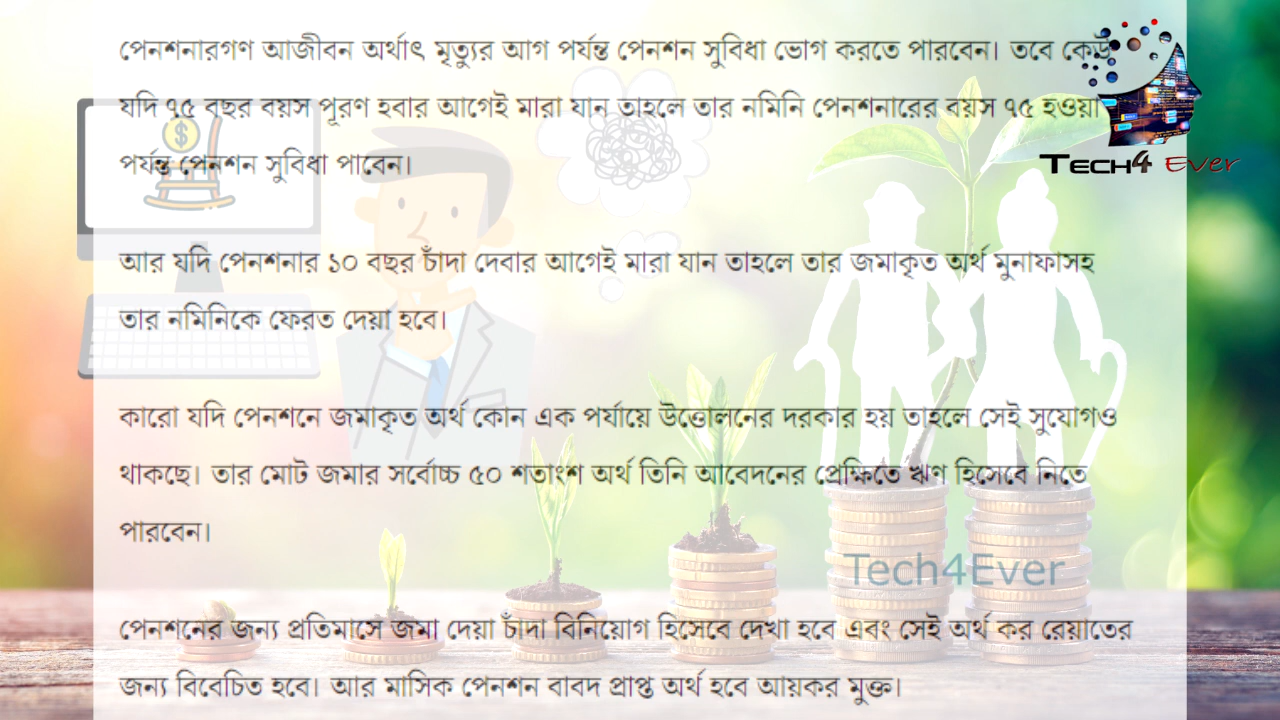 পেনশনারগণ আজীবন অর্থাৎ মৃত্যুর আগ পর্যন্ত পেনশন সুবিধা ভোগ করতে পারবেন। তবে কেউ
যদি ৭৫ বছর বয়স পূরণ হবার আগেই মারা যান তাহলে তার নমিনি পেনশনারের বয়স ৭৫ হওয়া
পর্যন্ত পেনশন সুবিধা পাবেন।
TECH4 Ever
আর যদি পেনশনার ১০ বছর চাঁদা দেবার আগেই মারা যান তাহলে তার জমাকৃত অর্থ মুনাফাসহ
তার নমিনিকে ফেরত দেয়া হবে।
কারো যদি পেনশনে জমাকৃত অর্থ কোন এক পর্যায়ে উত্তোলনের দরকার হয় তাহলে সেই সুযোগও
থাকছে। তার মোট জমার সর্বোচ্চ ৫০ শতাংশ অর্থ তিনি আবেদনের প্রেক্ষিতে ঋণ হিসেবে নিতে
পারবেন।
Tech4Ever
পেনশনের জন্য প্রতিমাসে জমা দেয়া চাঁদা বিনিয়োগ হিসেবে দেখা হবে এবং সেই অর্থ কর রেয়াতের
জন্য বিবেচিত হবে। আর মাসিক পেনশন বাবদ প্রাপ্ত অর্থ হবে আয়কর মুক্ত।